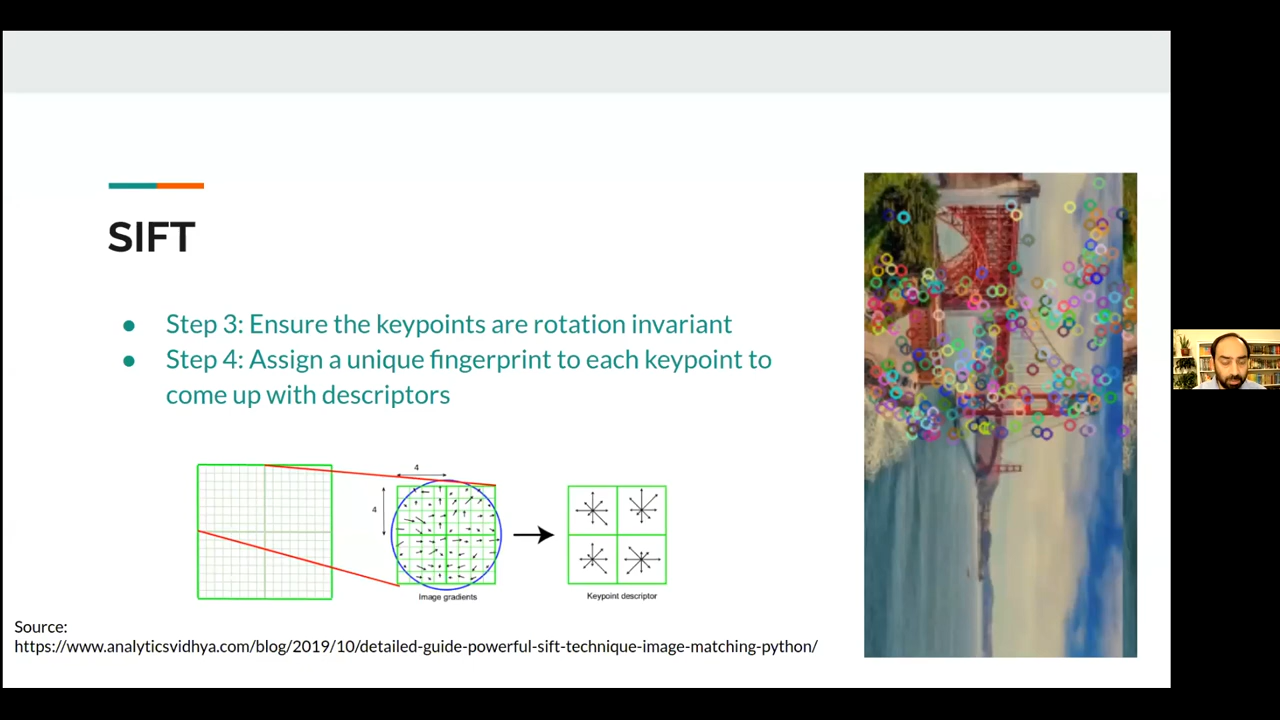 SIFT
● Step 3: Ensure the keypoints are rotation invariant
● Step 4: Assign a unique fingerprint to each keypoint to
come up with descriptors
4
4
Image gradients
Keypoint descriptor
Source:
https://www.analyticsvidhya.com/blog/2019/10/detailed-guide-powerful-sift-technique-image-matching-python/